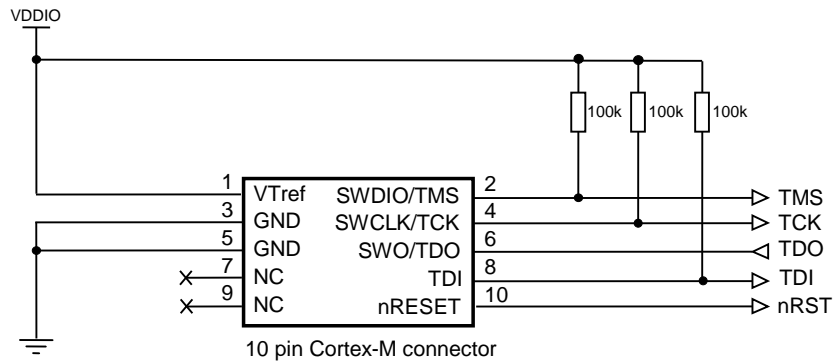 VDDIO
100k 100k 100k
1 VTref SWDIO/TMS 2 TMS
3 GND SWCLK/TCK 4 TCK
5 GND SWO/TDO 6 TDO
7 NC TDI 8 TDI
9 NC nRESET 10 nRST
10 pin Cortex-M connector